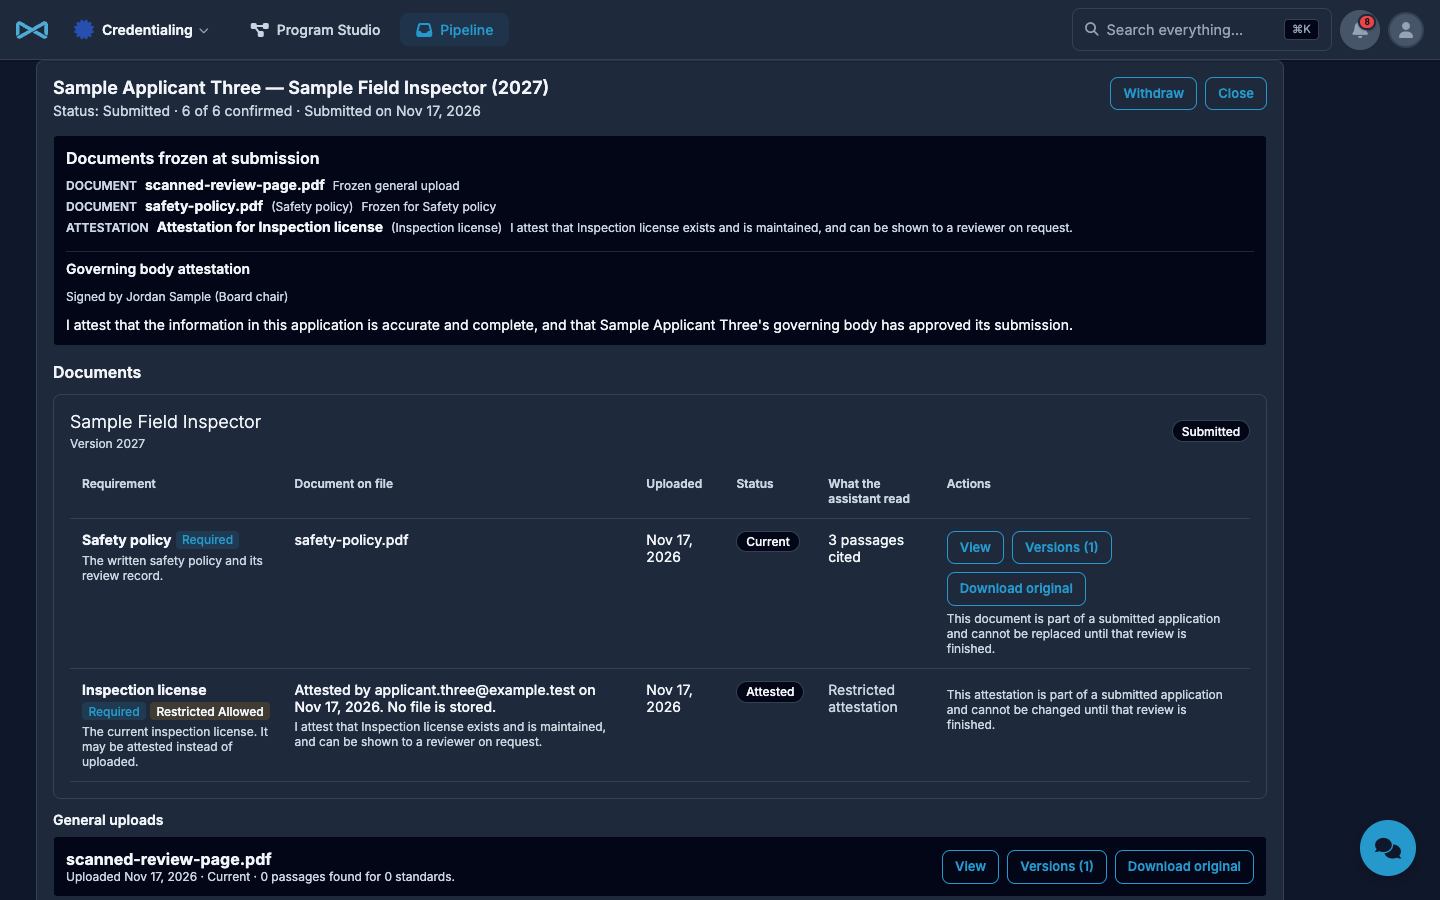 Credentialing
Program Studio
Pipeline
Search everything...
⌘K
8
Sample Applicant Three — Sample Field Inspector (2027)
Status: Submitted · 6 of 6 confirmed · Submitted on Nov 17, 2026
Withdraw
Close
Documents frozen at submission
DOCUMENT scanned-review-page.pdf Frozen general upload
DOCUMENT safety-policy.pdf (Safety policy) Frozen for Safety policy
ATTESTATION Attestation for Inspection license (Inspection license) I attest that Inspection license exists and is maintained, and can be shown to a reviewer on request.
Governing body attestation
Signed by Jordan Sample (Board chair)
I attest that the information in this application is accurate and complete, and that Sample Applicant Three's governing body has approved its submission.
Documents
Sample Field Inspector
Version 2027
Submitted
Requirement
Document on file
Uploaded
Status
What the
assistant read
Actions
Safety policy Required
The written safety policy and its
review record.
safety-policy.pdf
Nov 17,
2026
Current
3 passages
cited
View
Versions (1)
Download original
This document is part of a submitted application
and cannot be replaced until that review is
finished.
Inspection license
Required Restricted Allowed
The current inspection license. It
may be attested instead of
uploaded.
Attested by applicant.three@example.test on
Nov 17, 2026. No file is stored.
I attest that Inspection license exists and is maintained,
and can be shown to a reviewer on request.
Nov 17,
2026
Attested
Restricted
attestation
This attestation is part of a submitted application
and cannot be changed until that review is
finished.
General uploads
scanned-review-page.pdf
Uploaded Nov 17, 2026 · Current · 0 passages found for 0 standards.
View
Versions (1)
Download original